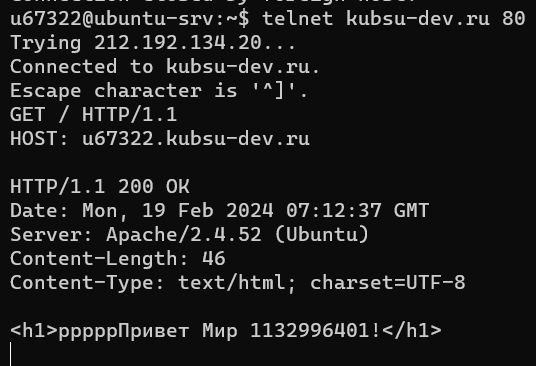 u67322@ubuntu-srv:~$ telnet kubsu-dev.ru 80
Trying 212.192.134.20...
Connected to kubsu-dev.ru.
Escape character is '^]'.
GET / HTTP/1.1
HOST: u67322.kubsu-dev.ru
HTTP/1.1 200 OK
Date: Mon, 19 Feb 2024 07:12:37 GMT
Server: Apache/2.4.52 (Ubuntu)
Content-Length: 46
Content-Type: text/html; charset=UTF-8
<h1>pppppПривет Мир 1132996401!</h1>